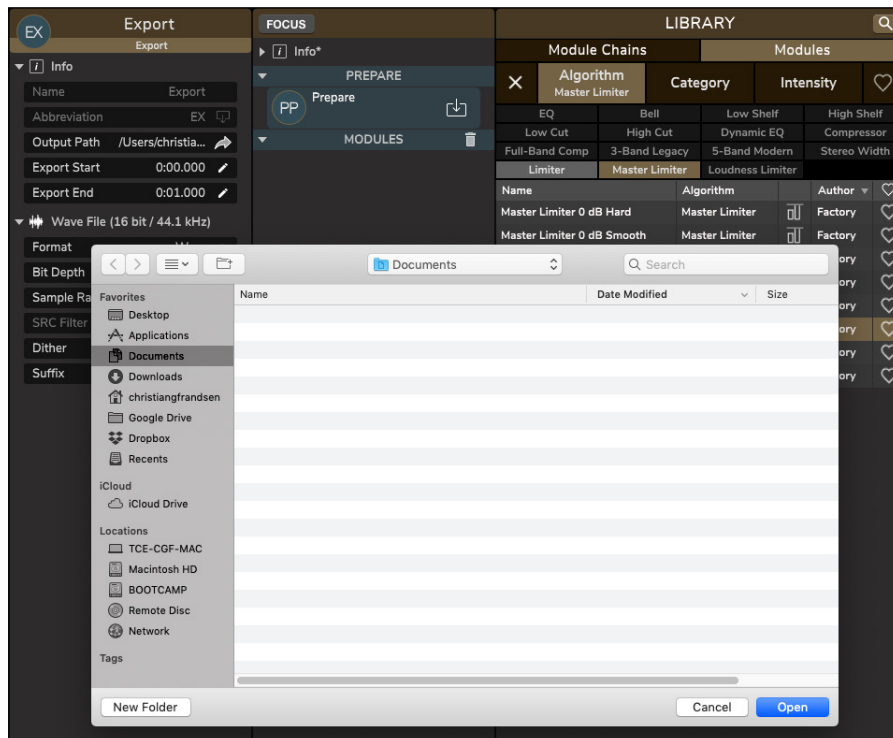 EX
Export
Export
Info
Name Export
Abbreviation EX
Output Path /Users/christia...
Export Start 0:00.000
Export End 0:01.000
Wave File (16 bit / 44.1 kHz)
Format
Bit Depth
Sample Ra
SRC Filter
Dither
Suffix
FOCUS
i Info*
PREPARE
PP Prepare
MODULES
LIBRARY
Module Chains Modules
Algorithm Category Intensity
Master Limiter
EQ Bell Low Shelf High Shelf
Low Cut High Cut Dynamic EQ Compressor
Full-Band Comp 3-Band Legacy 5-Band Modern Stereo Width
Limiter Master Limiter Loudness Limiter
Name Algorithm Author
Master Limiter 0 dB Hard Master Limiter Factory
Master Limiter 0 dB Smooth Master Limiter Factory
ory
ory
ory
ory
ory
ory
Documents
Search
Favorites
Desktop
Applications
Documents
Downloads
christiangfrandsen
Google Drive
Dropbox
Recents
iCloud
iCloud Drive
Locations
TCE-CGF-MAC
Macintosh HD
BOOTCAMP
Remote Disc
Network
Tags
Name Date Modified Size
New Folder Cancel Open